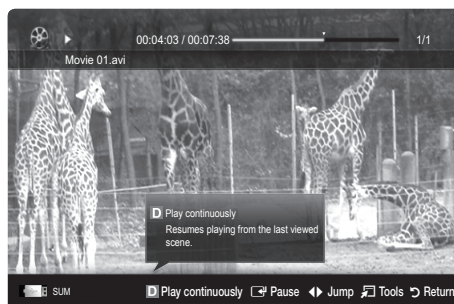 00:04:03 / 00:07:38 1/1
Movie 01.avi
D Play continuously
Resumes playing from the last viewed
scene.
SUM D Play continuously Pause Jump Tools Return